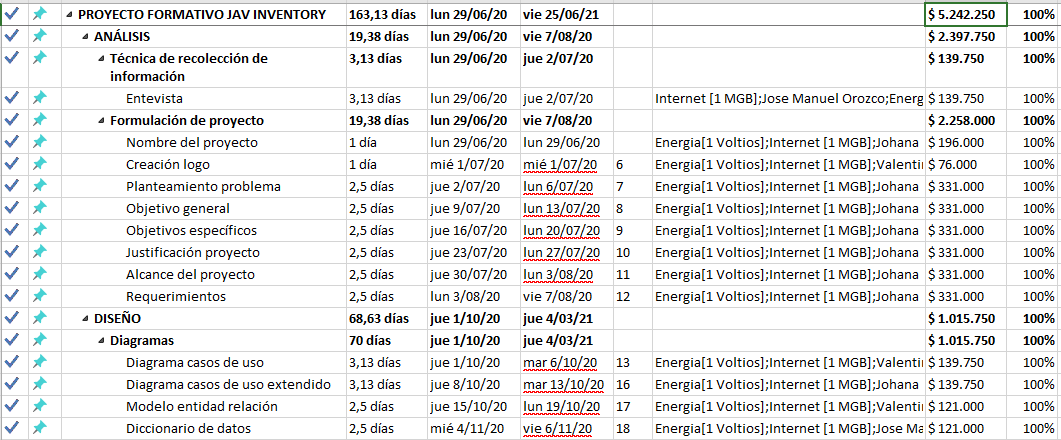 PROYECTO FORMATIVO JAV INVENTORY 163,13 días lun 29/06/20 vie 25/06/21 $ 5.242.250 100%
ANÁLISIS 19,38 días lun 29/06/20 vie 7/08/20 $ 2.397.750 100%
Técnica de recolección de 3,13 días lun 29/06/20 jue 2/07/20 $ 139.750 100%
información
Entevista 3,13 días lun 29/06/20 jue 2/07/20 Internet [1 MGB];Jose Manuel Orozco;Energ $ 139.750 100%
Formulación de proyecto 19,38 días lun 29/06/20 vie 7/08/20 $ 2.258.000 100%
Nombre del proyecto 1 día lun 29/06/20 lun 29/06/20 Energia[1 Voltios];Internet [1 MGB];Johana $ 196.000 100%
Creación logo 1 día mié 1/07/20 mié 1/07/20 6 Energia[1 Voltios];Internet [1 MGB];Valentin $ 76.000 100%
Planteamiento problema 2,5 días jue 2/07/20 lun 6/07/20 7 Energia[1 Voltios];Internet [1 MGB];Johana $ 331.000 100%
Objetivo general 2,5 días jue 9/07/20 lun 13/07/20 8 Energia[1 Voltios];Internet [1 MGB];Johana $ 331.000 100%
Objetivos específicos 2,5 días jue 16/07/20 lun 20/07/20 9 Energia[1 Voltios];Internet [1 MGB];Johana $ 331.000 100%
Justificación proyecto 2,5 días jue 23/07/20 lun 27/07/20 10 Energia[1 Voltios];Internet [1 MGB];Johana $ 331.000 100%
Alcance del proyecto 2,5 días jue 30/07/20 lun 3/08/20 11 Energia[1 Voltios];Internet [1 MGB];Johana $ 331.000 100%
Requerimientos 2,5 días lun 3/08/20 vie 7/08/20 12 Energia[1 Voltios];Internet [1 MGB];Johana $ 331.000 100%
DISEÑO 68,63 días jue 1/10/20 jue 4/03/21 $ 1.015.750 100%
Diagramas 70 días jue 1/10/20 jue 4/03/21 $ 1.015.750 100%
Diagrama casos de uso 3,13 días jue 1/10/20 mar 6/10/20 13 Energia[1 Voltios];Internet [1 MGB];Valentin $ 139.750 100%
Diagrama casos de uso extendido 3,13 días jue 8/10/20 mar 13/10/20 16 Energia[1 Voltios];Internet [1 MGB];Johana $ 139.750 100%
Modelo entidad relación 2,5 días jue 15/10/20 lun 19/10/20 17 Energia[1 Voltios];Internet [1 MGB];Valentin $ 121.000 100%
Diccionario de datos 2,5 días mié 4/11/20 vie 6/11/20 18 Energia[1 Voltios];Internet [1 MGB];Jose Ma $ 121.000 100%